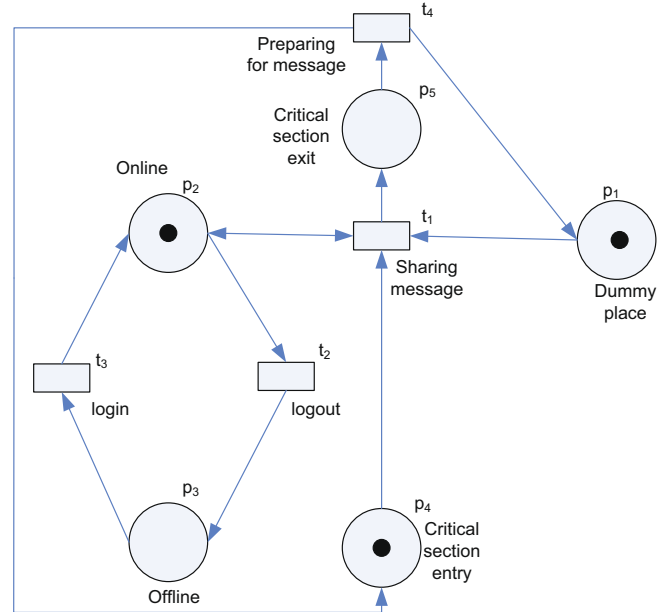 t4
Preparing
for message
p5
Critical
section
exit
Online
p2
p1
t1
Sharing
message
Dummy
place
t3
login
t2
logout
p3
Offline
p4
Critical
section
entry